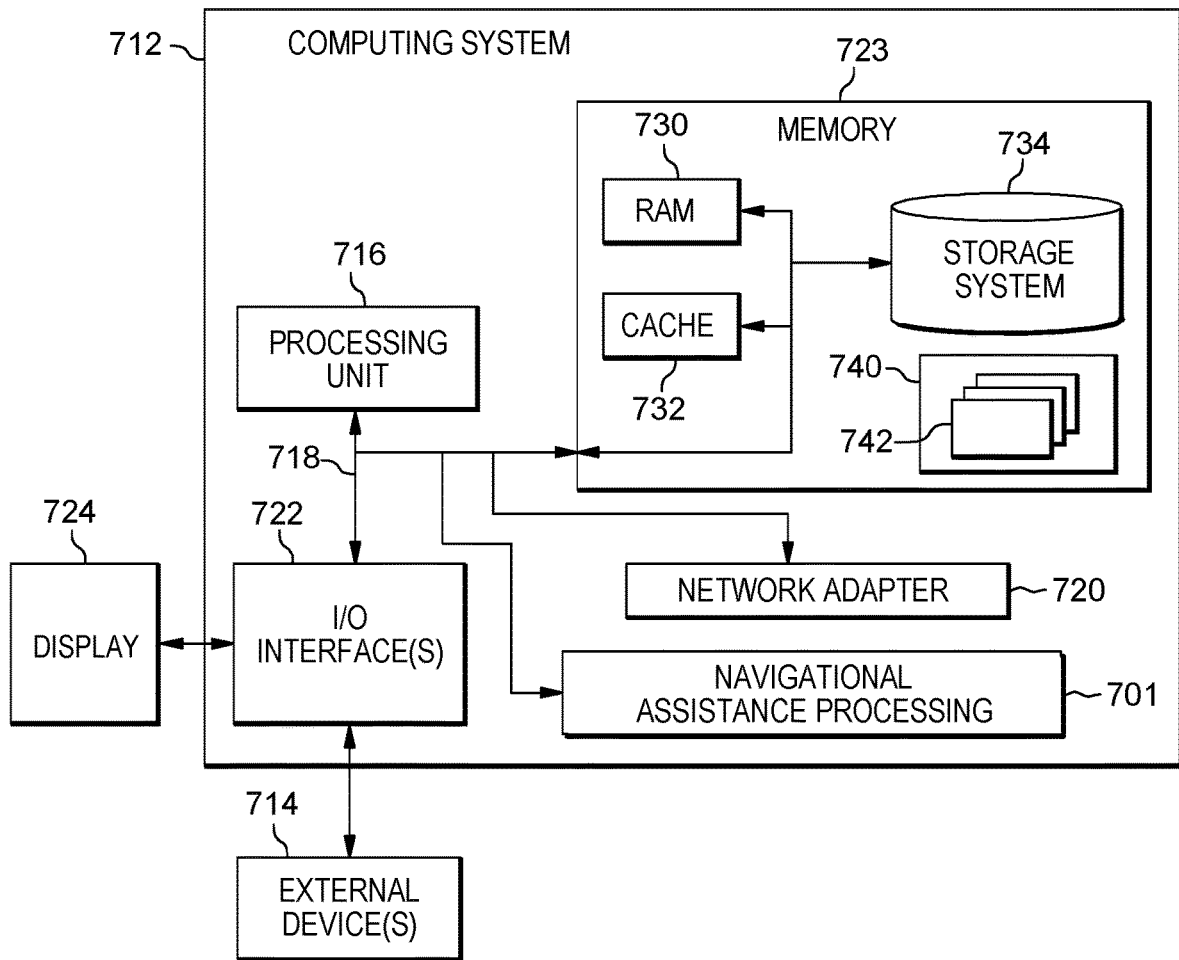 712
COMPUTING SYSTEM
723
MEMORY
730
RAM
734
STORAGE
SYSTEM
716
PROCESSING
UNIT
CACHE
732
740
742
718
724
DISPLAY
722
I/O
INTERFACE(S)
NETWORK ADAPTER
720
NAVIGATIONAL
ASSISTANCE PROCESSING
701
714
EXTERNAL
DEVICE(S)